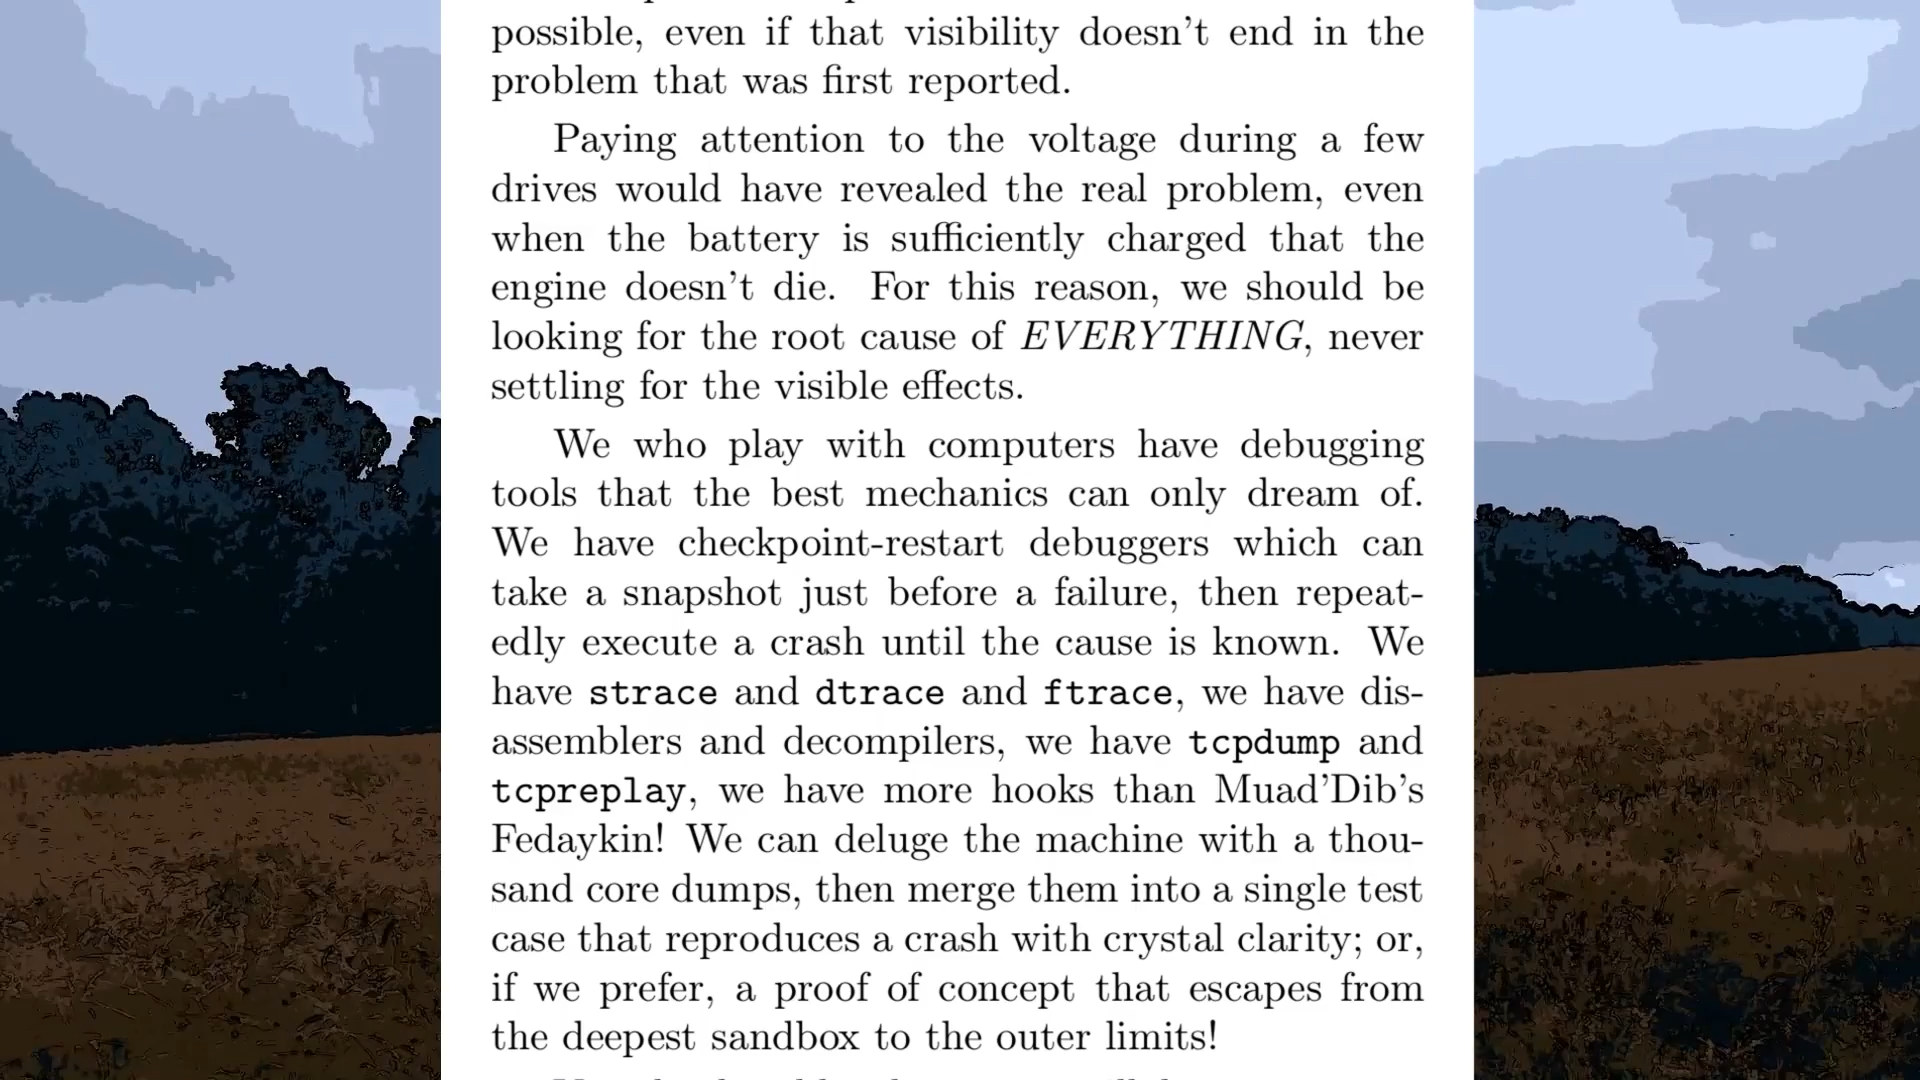 possible, even if that visibility doesn’t end in the
problem that was first reported.
Paying attention to the voltage during a few
drives would have revealed the real problem, even
when the battery is sufficiently charged that the
engine doesn’t die. For this reason, we should be
looking for the root cause of EVERYTHING, never
settling for the visible effects.
We who play with computers have debugging
tools that the best mechanics can only dream of.
We have checkpoint-restart debuggers which can
take a snapshot just before a failure, then repeat-
edly execute a crash until the cause is known. We
have strace and dtrace and ftrace, we have dis-
assemblers and decompilers, we have tcpdump and
tcpreplay, we have more hooks than Muad’Dib’s
Fedaykin! We can deluge the machine with a thou-
sand core dumps, then merge them into a single test
case that reproduces a crash with crystal clarity; or,
if we prefer, a proof of concept that escapes from
the deepest sandbox to the outer limits!